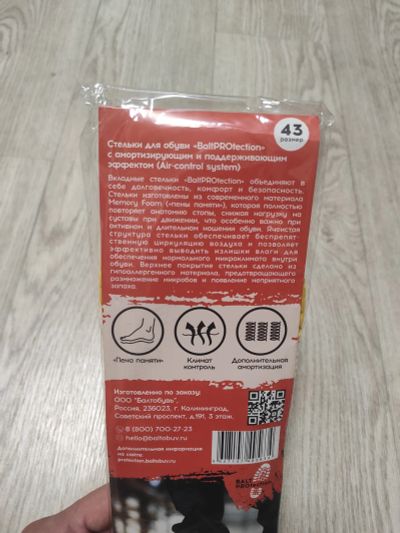 43
размер
Стельки для обуви «BaltPROtection»
с амортизирующим и поддерживающим
эффектом (Air-control system)
Вкладные стельки «BaltPROtection» объединяют в
себе долговечность, комфорт и безопасность.
Стельки изготовлены из современного материала
Memory Foam («пены памяти»), которая полностью
повторяет анатомию стопы, снижая нагрузку на
суставы при движении, что особенно важно при
активном и длительном ношении обуви. Ячеистая
структура стельки обеспечивает беспрепят-
ственную циркуляцию воздуха и позволяет
эффективно выводить излишки влаги для
обеспечения нормального микроклимата внутри
обуви. Верхнее покрытие стельки сделано из
гипоаллергенного материала, предотвращающего
размножение микробов и появление неприятного
запаха.
«Пена памяти»
Климат
контроль
Дополнительная
амортизация
Изготовлено по заказу:
ООО "Балтобувь".
Россия, 236023, г. Калининград,
Советский проспект, д.191, 3 этаж.
8 (800) 700-27-23
hello@baltobuv.ru
Дополнительная информация
на сайте
protection.baltobuv.ru
BALT
PROtection